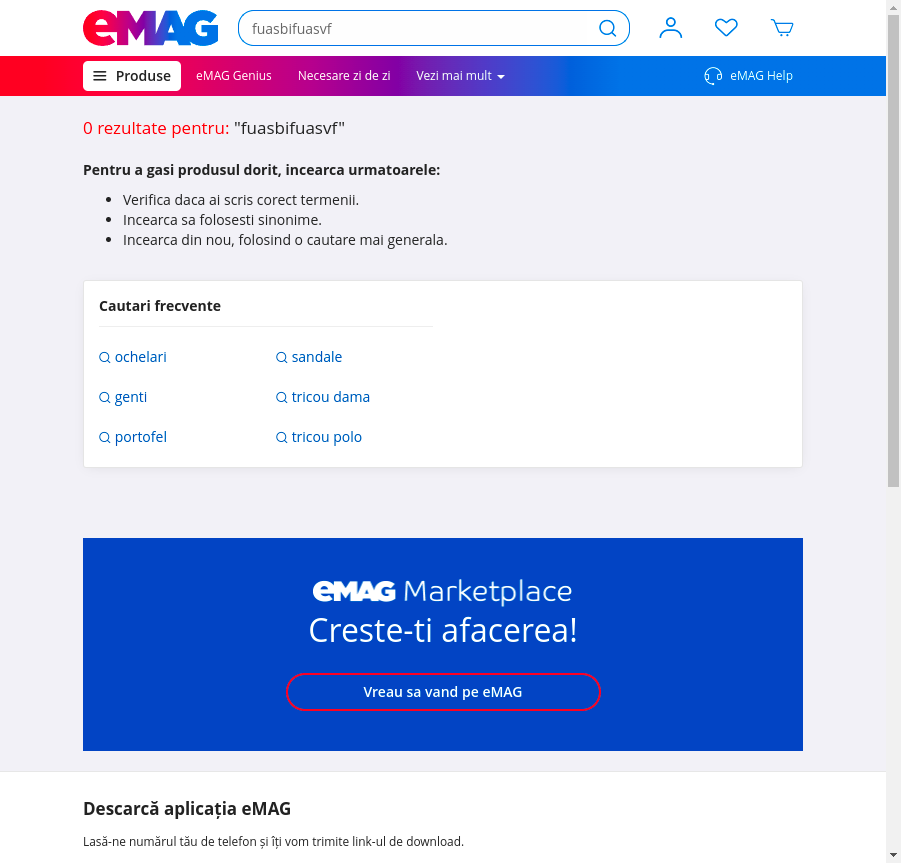 eMAG
fuasbifuasvf
Produse
eMAG Genius
Necesare zi de zi
Vezi mai mult
eMAG Help
0 rezultate pentru: "fuasbifuasvf"
Pentru a gasi produsul dorit, incearca urmatoarele:
Verifica daca ai scris corect termenii.
Incearca sa folosesti sinonime.
Incearca din nou, folosind o cautare mai generala.
Cautari frecvente
ochelari
sandale
genti
tricou dama
portofel
tricou polo
eMAG Marketplace
Creste-ti afacerea!
Vreau sa vand pe eMAG
Descarcă aplicația eMAG
Lasă-ne numărul tău de telefon și îți vom trimite link-ul de download.